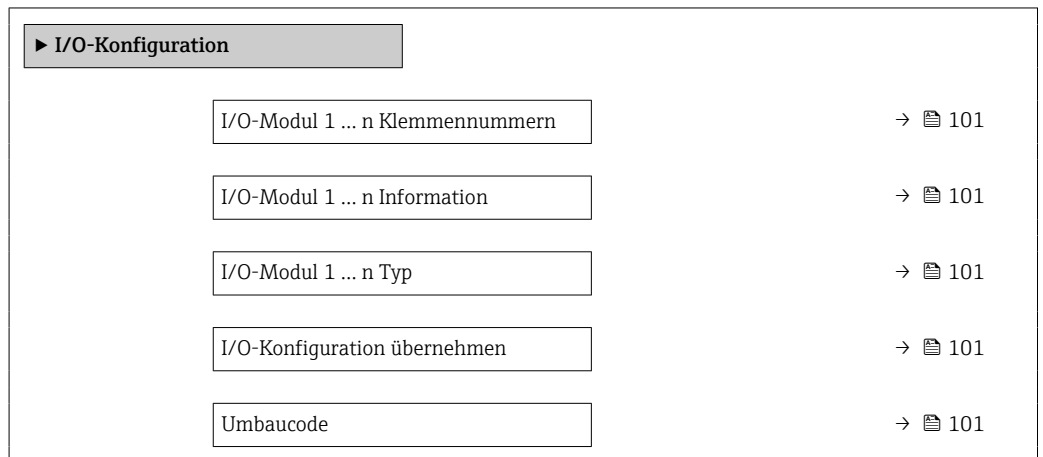 ▶ I/O-Konfiguration
I/O-Modul 1 … n Klemmennummern → 101
I/O-Modul 1 … n Information → 101
I/O-Modul 1 … n Typ → 101
I/O-Konfiguration übernehmen → 101
Umbaucode → 101